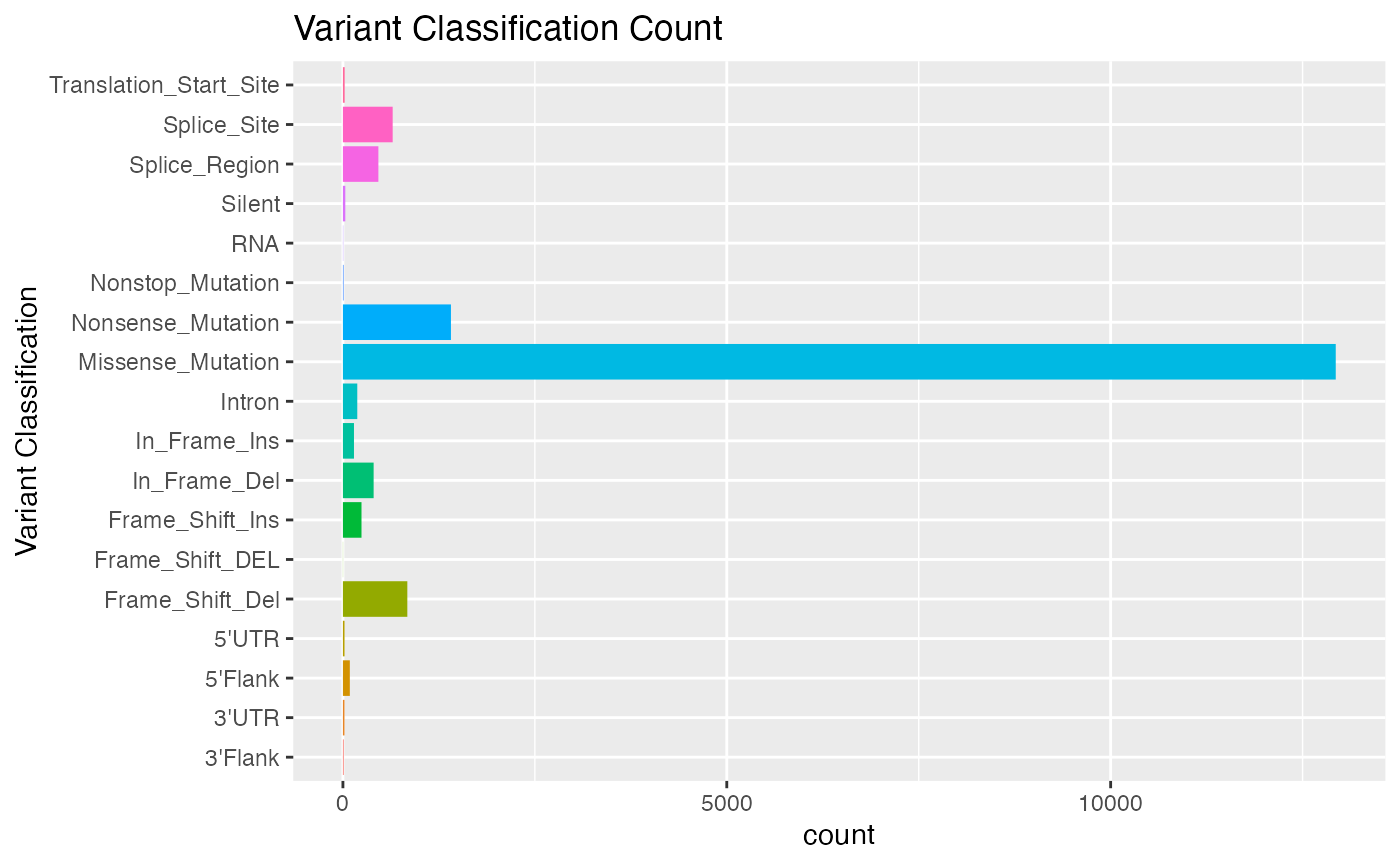 Variant Classification Count
Translation_Start_Site
Splice_Site
Splice_Region
Silent
RNA
Nonstop_Mutation
Nonsense_Mutation
Missense_Mutation
Intron
In_Frame_Ins
In_Frame_Del
Frame_Shift_Ins
Frame_Shift_DEL
Frame_Shift_Del
5'UTR
5'Flank
3'UTR
3'Flank
Variant Classification
0 5000 10000
count